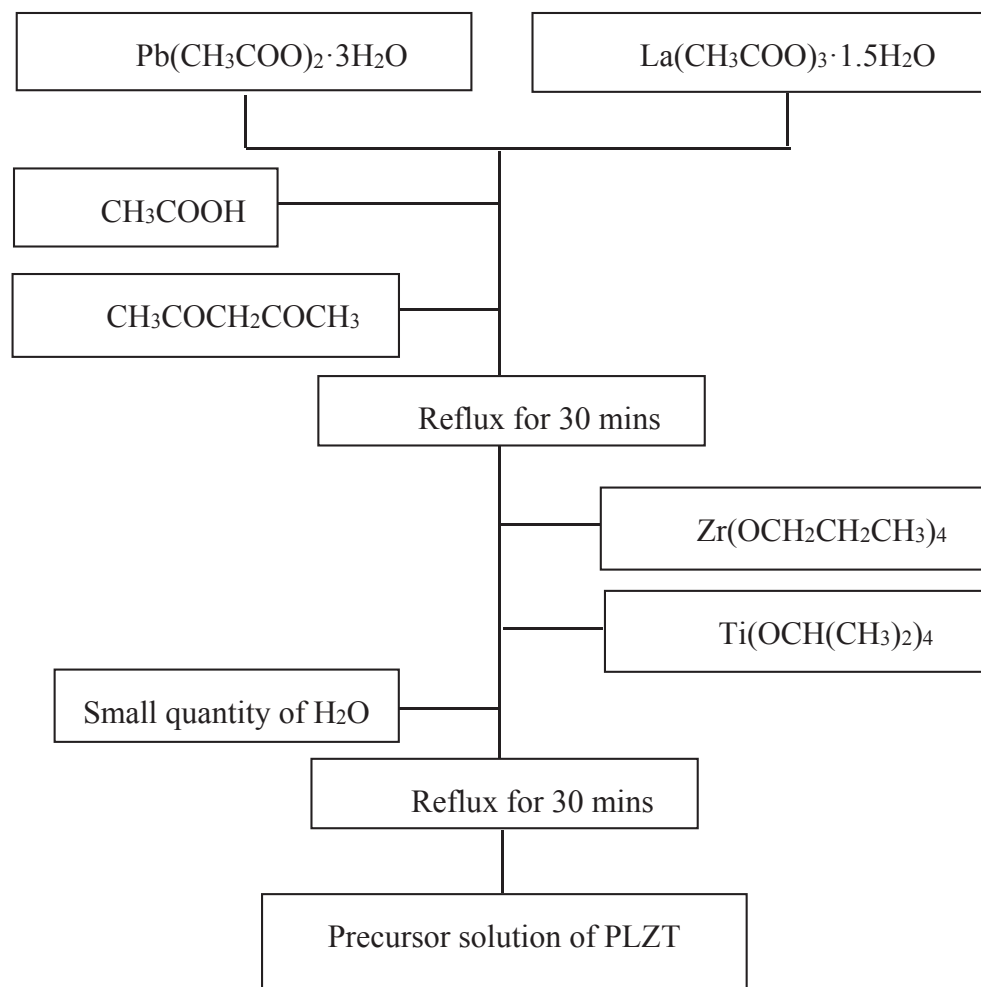 Pb(CH₃COO)₂·3H₂O
La(CH₃COO)₃·1.5H₂O
CH₃COOH
CH₃COCH₂COCH₃
Reflux for 30 mins
Zr(OCH₂CH₂CH₃)₄
Ti(OCH(CH₃)₂)₄
Small quantity of H₂O
Reflux for 30 mins
Precursor solution of PLZT